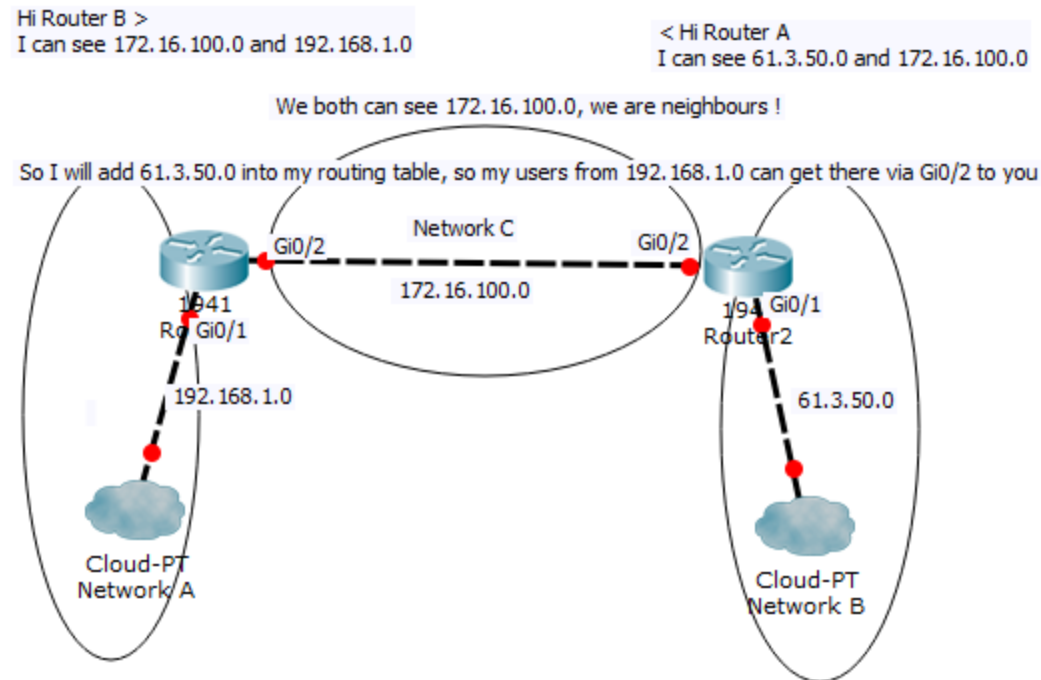 Hi Router B >
I can see 172.16.100.0 and 192.168.1.0
< Hi Router A
I can see 61.3.50.0 and 172.16.100.0
We both can see 172.16.100.0, we are neighbours !
So I will add 61.3.50.0 into my routing table, so my users from 192.168.1.0 can get there via Gi0/2 to you
Network C
Gi0/2
Gi0/2
172.16.100.0
1941
Gi0/1
194
Gi0/1
Router2
192.168.1.0
61.3.50.0
Cloud-PT
Network A
Cloud-PT
Network B